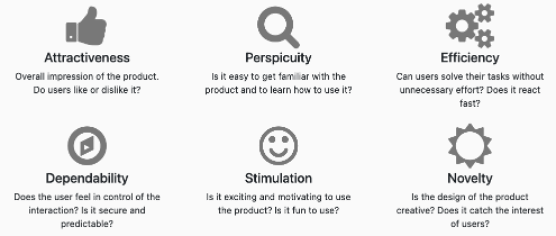 Attractiveness
Overall impression of the product.
Do users like or dislike it?
Perspicuity
Is it easy to get familiar with the
product and to learn how to use it?
Efficiency
Can users solve their tasks without
unnecessary effort? Does it react
fast?
Dependability
Does the user feel in control of the
interaction? Is it secure and
predictable?
Stimulation
Is it exciting and motivating to use
the product? Is it fun to use?
Novelty
Is the design of the product
creative? Does it catch the interest
of users?